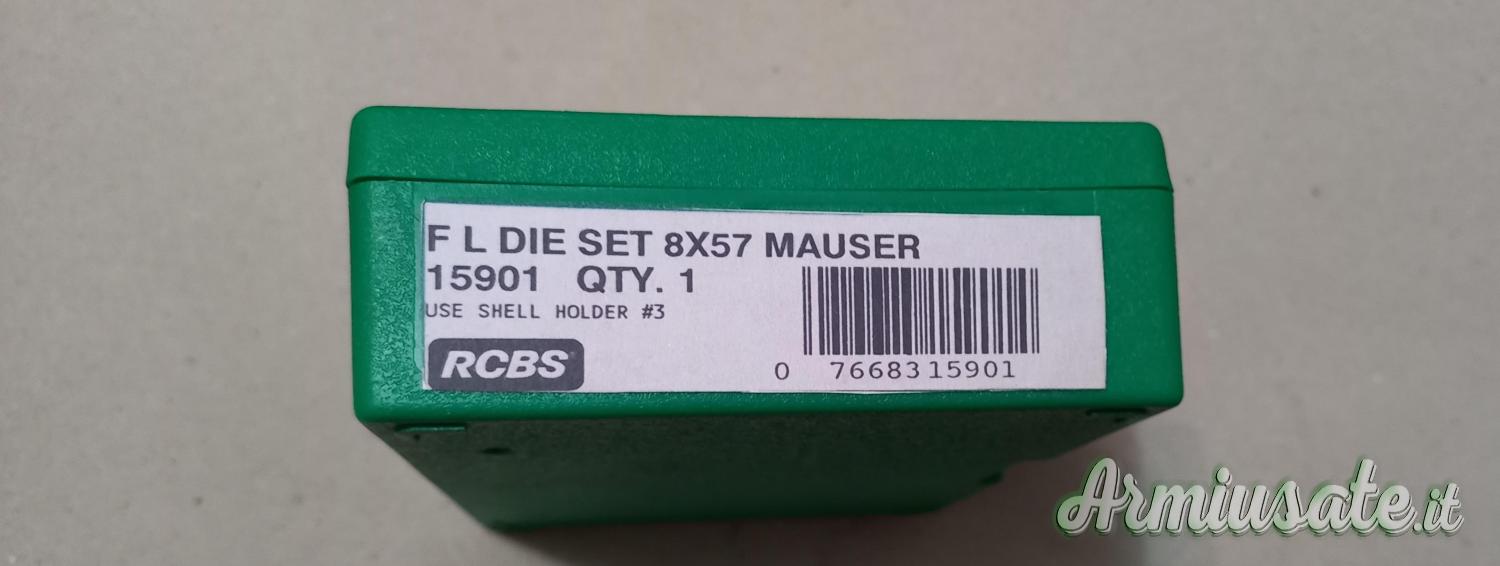 F L DIE SET 8X57 MAUSER
15901 QTY. 1
USE SHELL HOLDER #3
RCBS
0 7668315901
Armiusate.it